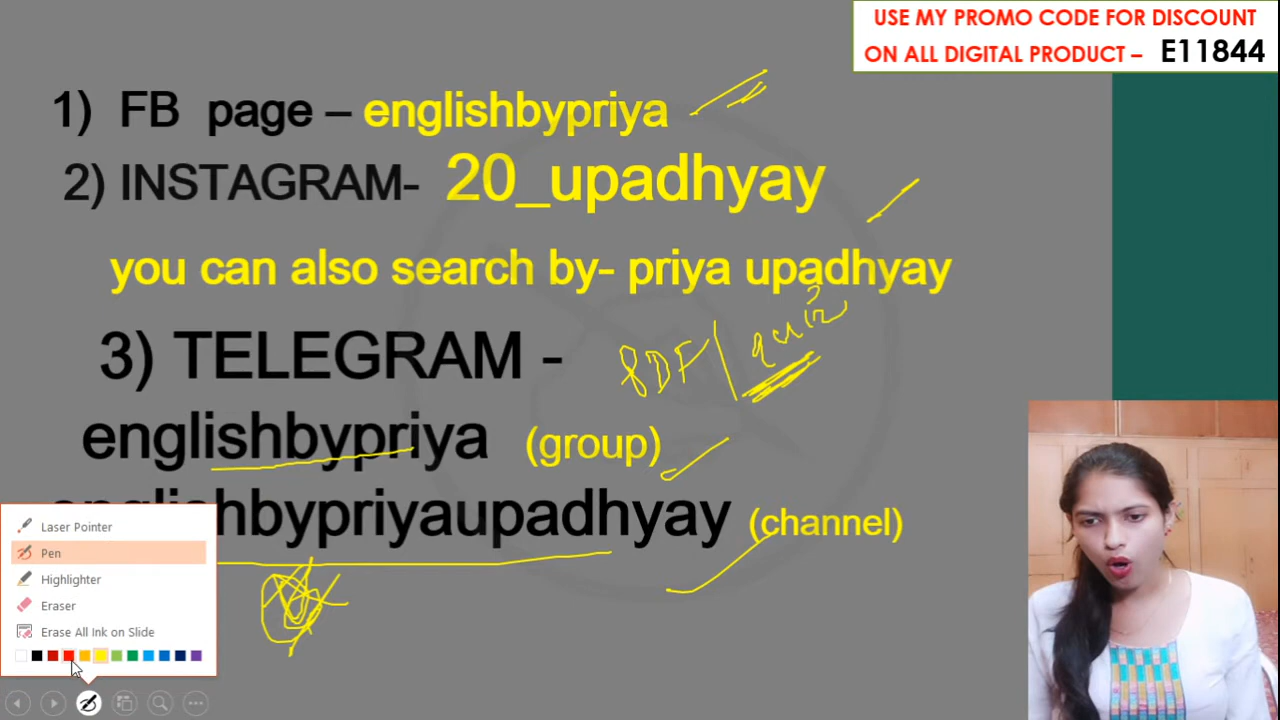 USE MY PROMO CODE FOR DISCOUNT
ON ALL DIGITAL PRODUCT – E11844
1) FB page – englishbypriya
2) INSTAGRAM- 20_upadhyay
you can also search by- priya upadhyay
3) TELEGRAM - PDF / quiz
englishbypriya (group)
englishbypriyaupadhyay (channel)
Laser Pointer
Pen
Highlighter
Eraser
Erase All Ink on Slide